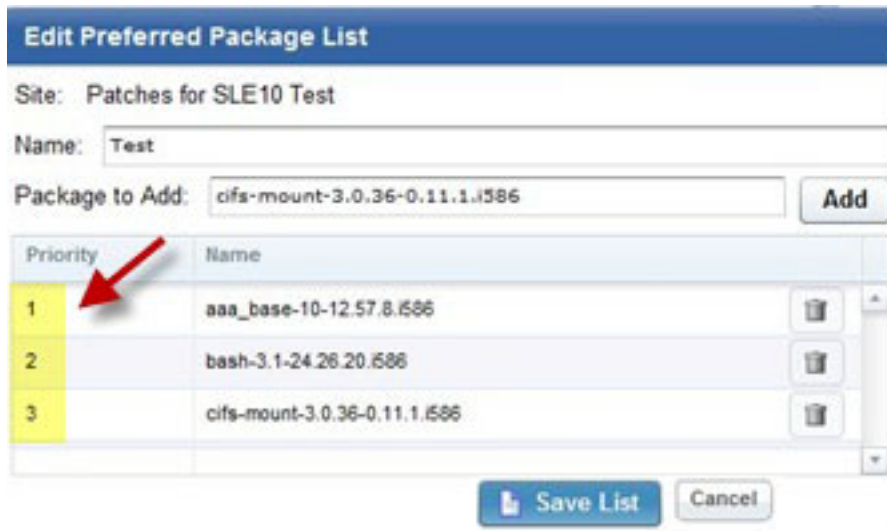 Edit Preferred Package List
Site: Patches for SLE10 Test
Name: Test
Package to Add: cifs-mount-3.0.36-0.11.1.i586 Add
Priority Name
1 aaa_base-10-12.57.8.i586
2 bash-3.1-24.26.20.i586
3 cifs-mount-3.0.36-0.11.1.i586
Save List Cancel